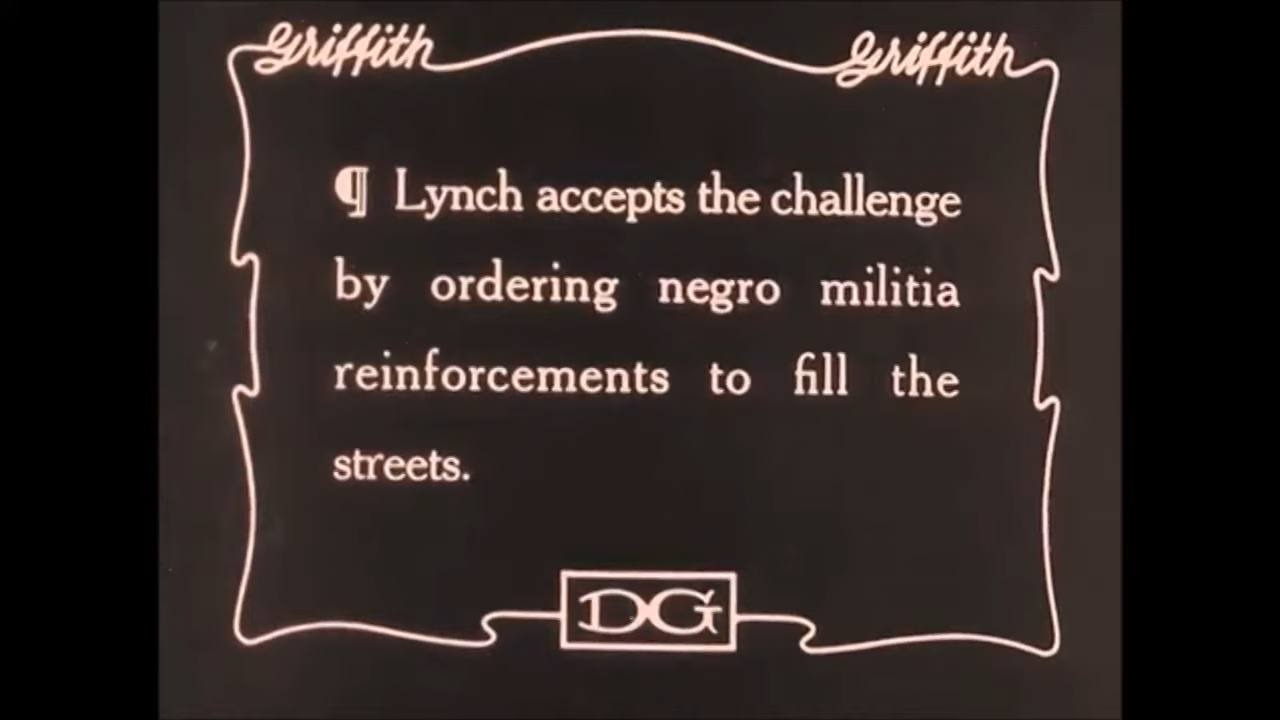 Griffith Griffith
¶ Lynch accepts the challenge
by ordering negro militia
reinforcements to fill the
streets.
DG